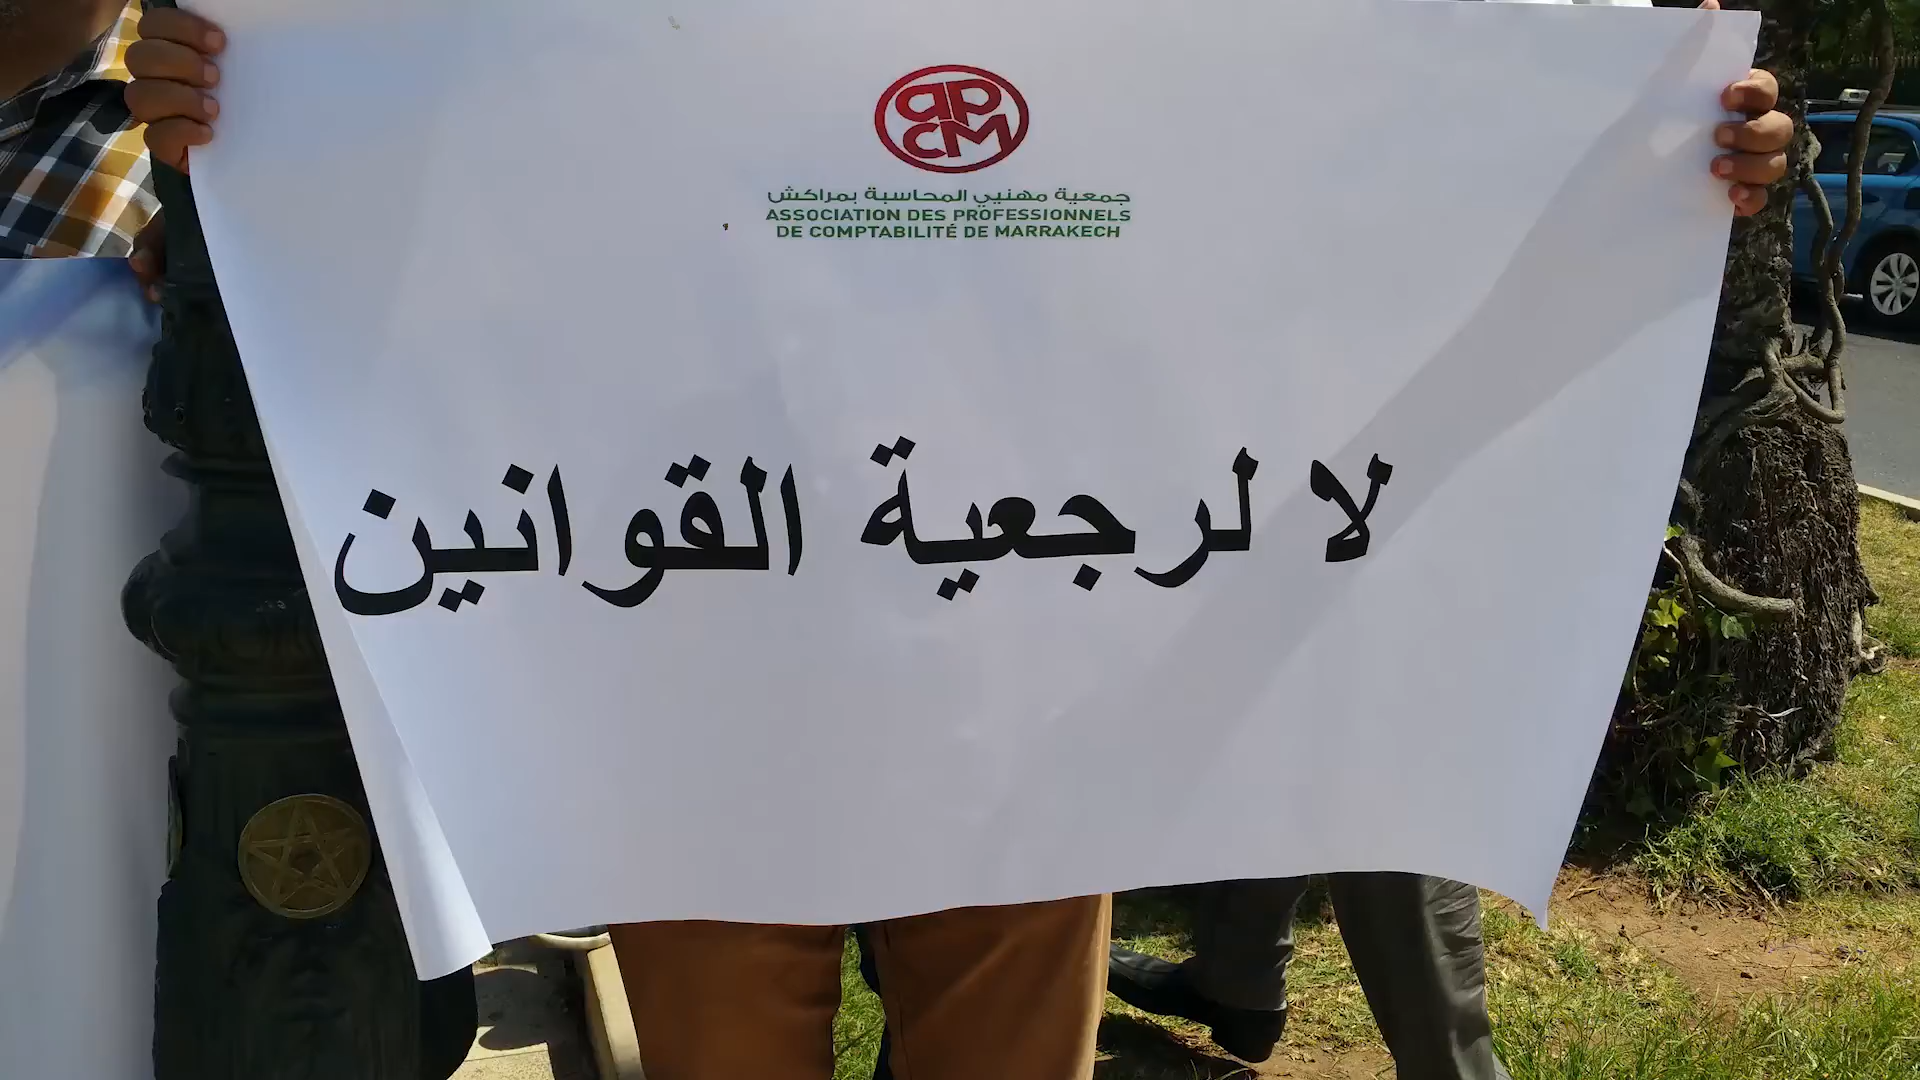 apcm
جمعية مهنيي المحاسبة بمراكش
ASSOCIATION DES PROFESSIONNELS
DE COMPTABILITÉ DE MARRAKECH
لا لرجعية القوانين